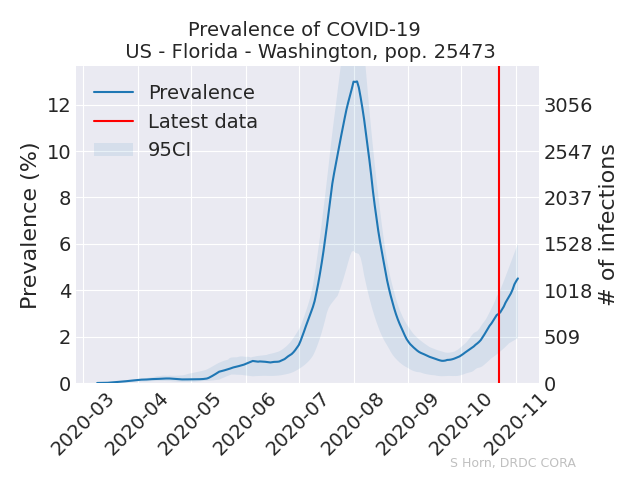 Prevalence of COVID-19
US - Florida - Washington, pop. 25473
Prevalence
Latest data
95CI
Prevalence (%)
12
10
8
6
4
2
0
3056
2547
2037
1528
1018
509
0
# of infections
2020-03
2020-04
2020-05
2020-06
2020-07
2020-08
2020-09
2020-10
2020-11
S Horn, DRDC CORA